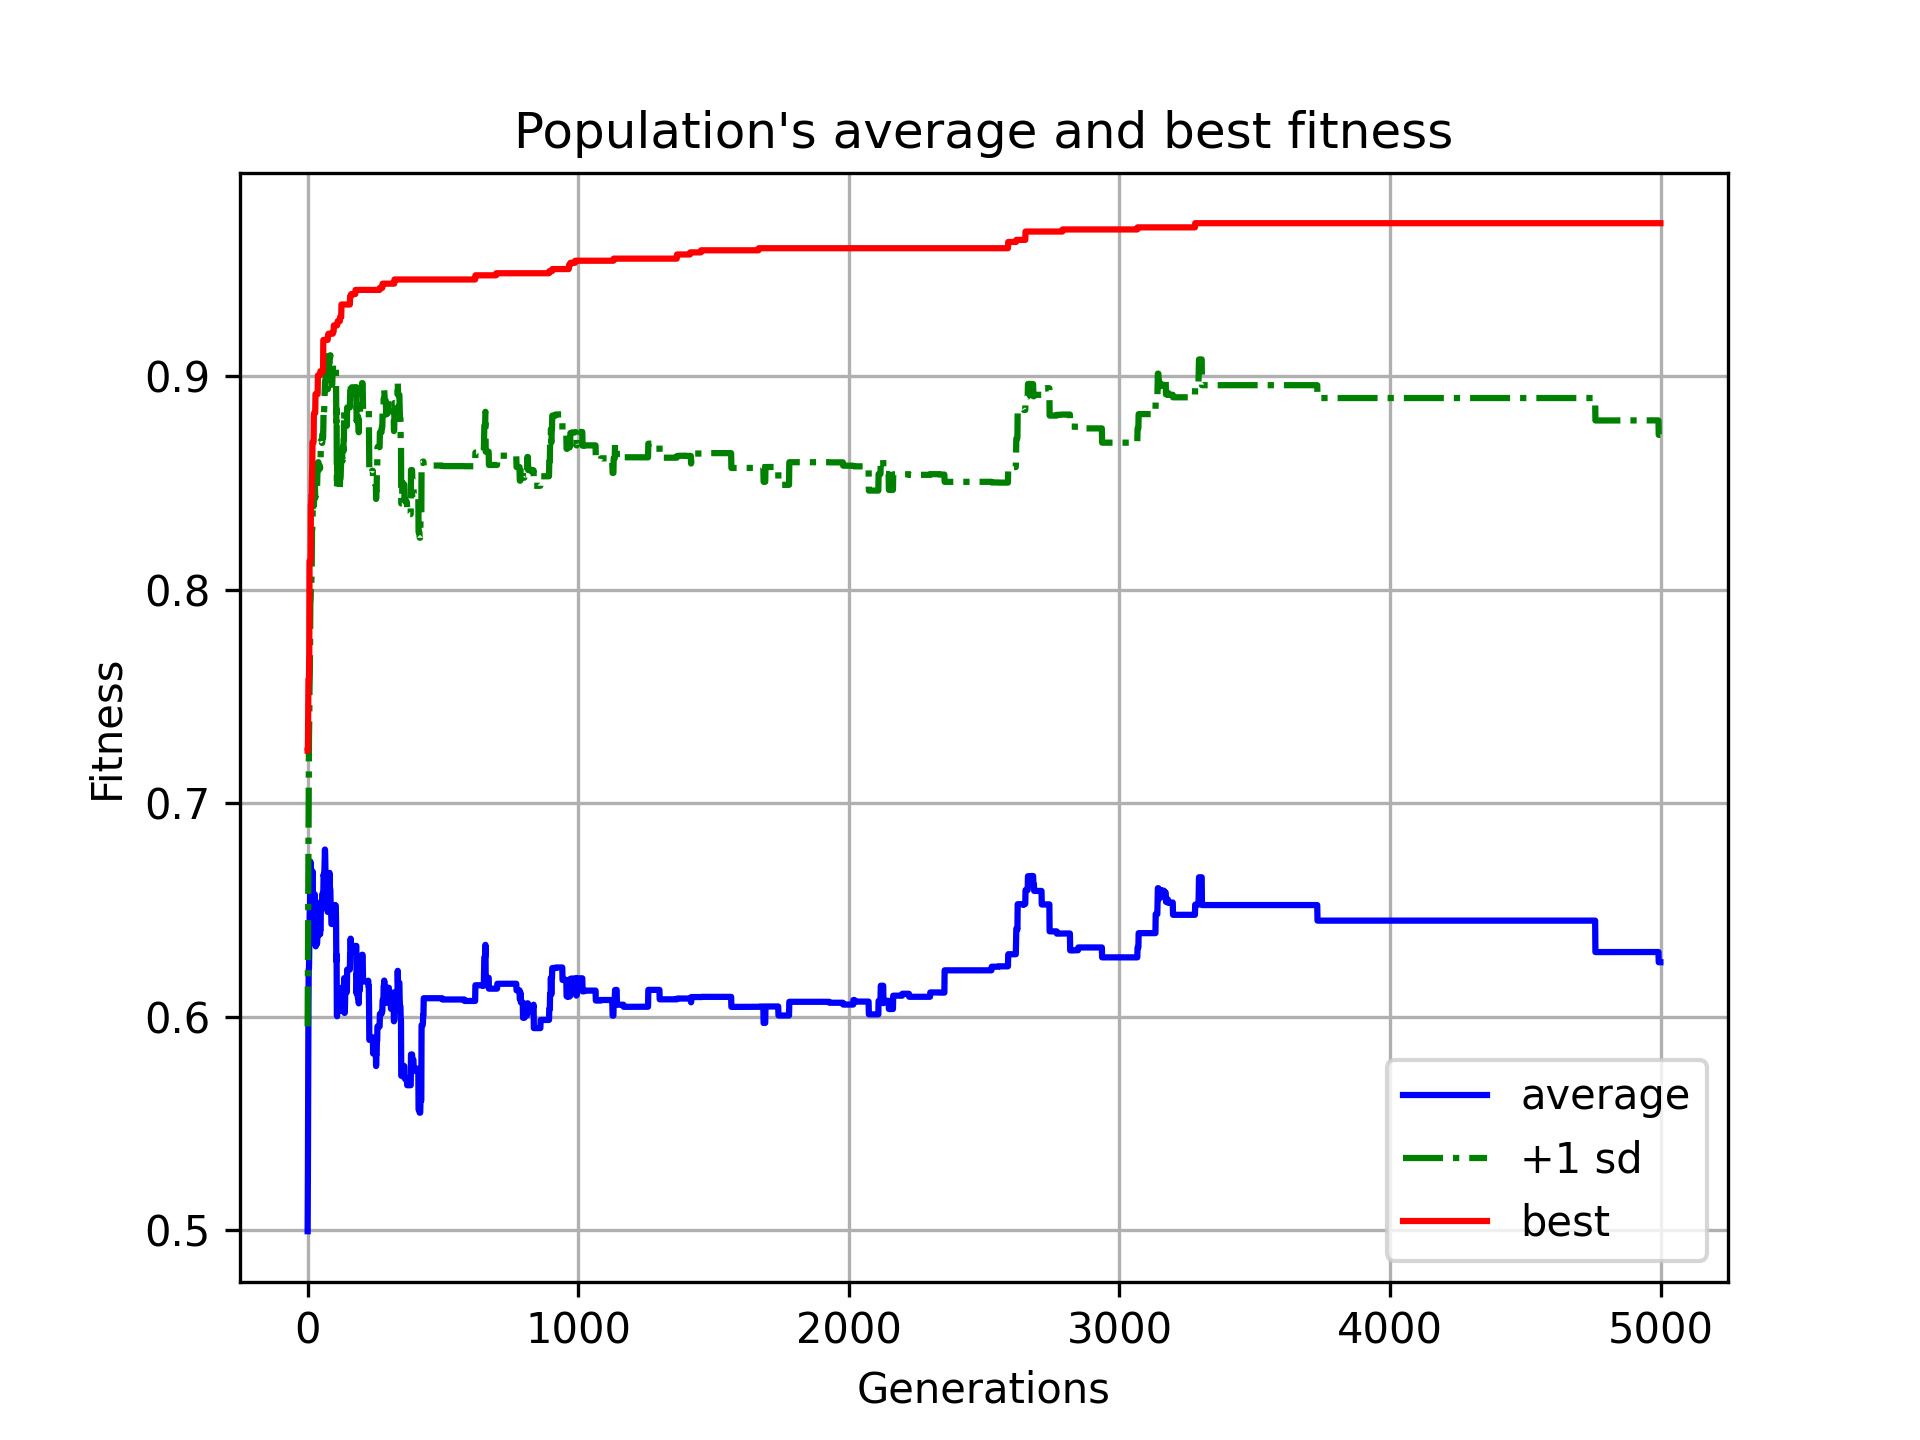 Population's average and best fitness
Fitness
0.9
0.8
0.7
0.6
0.5
0 1000 2000 3000 4000 5000
Generations
average
+1 sd
best